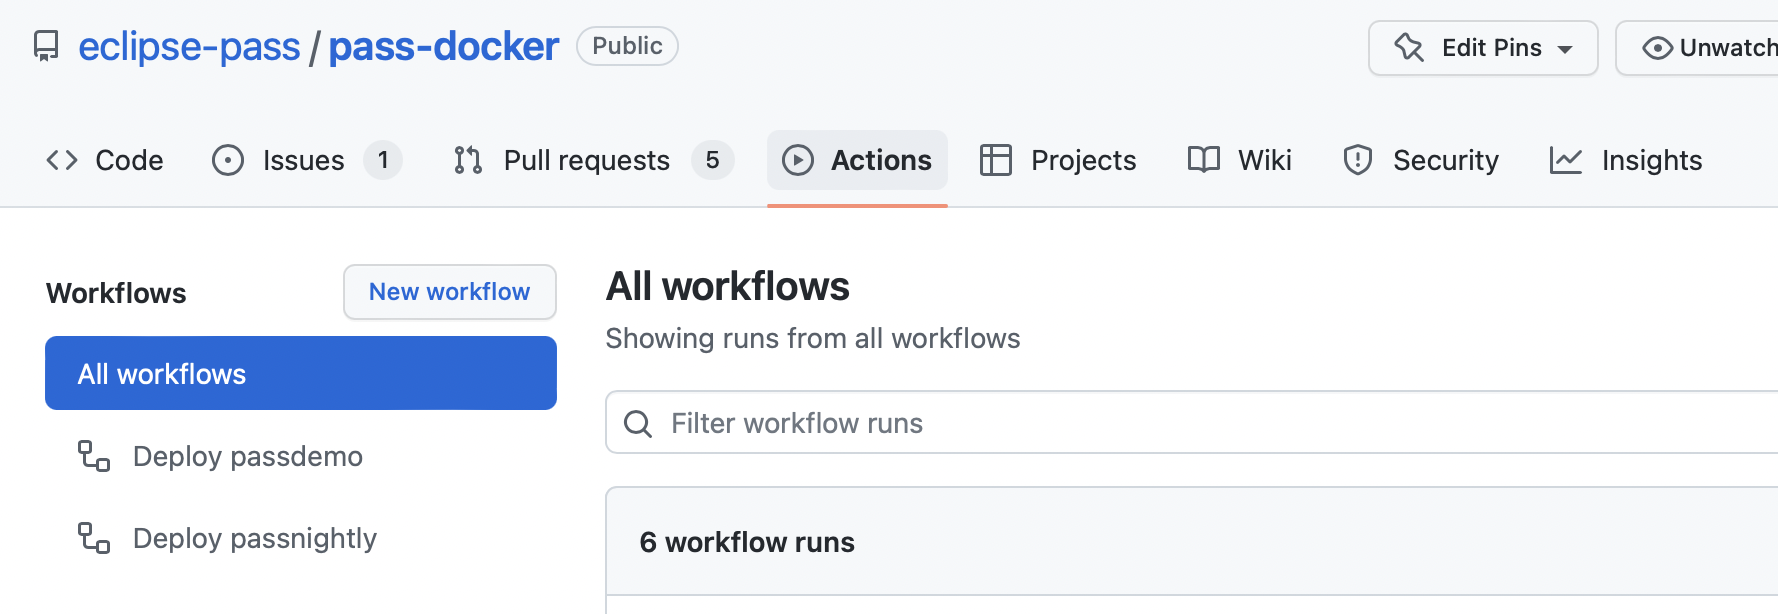 eclipse-pass / pass-docker Public Edit Pins Unwatch
Code Issues 1 Pull requests 5 Actions Projects Wiki Security Insights
Workflows New workflow
All workflows
Deploy passdemo
Deploy passnightly
All workflows
Showing runs from all workflows
Filter workflow runs
6 workflow runs